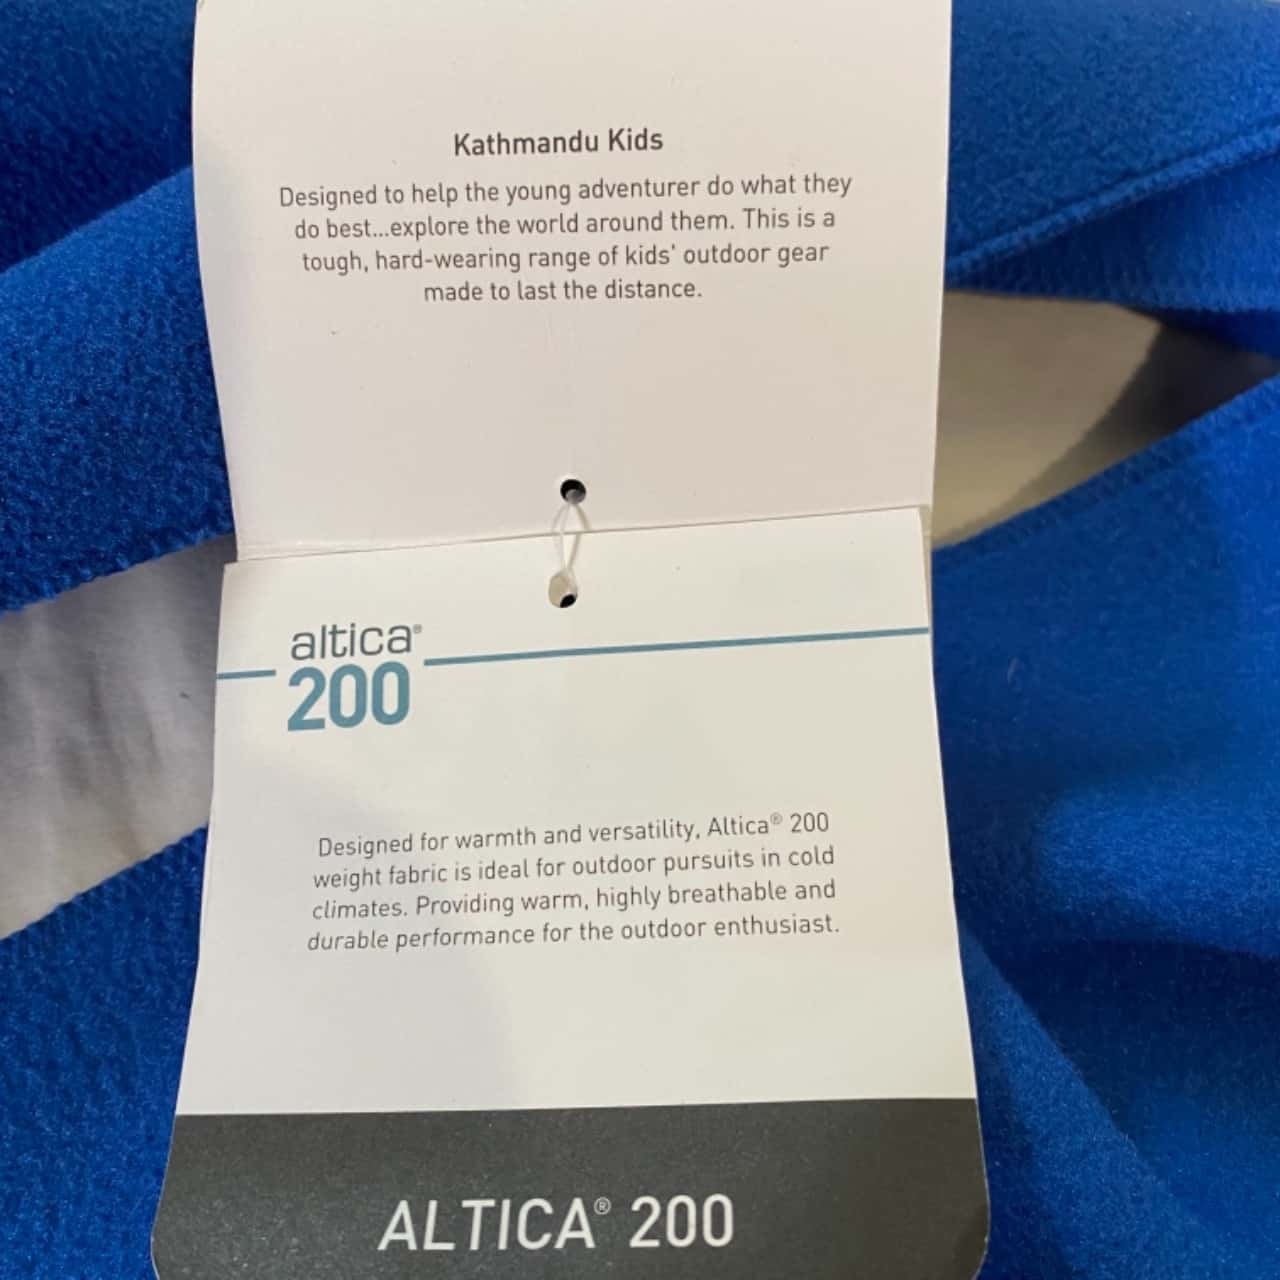 Kathmandu Kids
Designed to help the young adventurer do what they
do best...explore the world around them. This is a
tough, hard-wearing range of kids' outdoor gear
made to last the distance.
altica®
200
Designed for warmth and versatility, Altica® 200
weight fabric is ideal for outdoor pursuits in cold
climates. Providing warm, highly breathable and
durable performance for the outdoor enthusiast.
ALTICA® 200